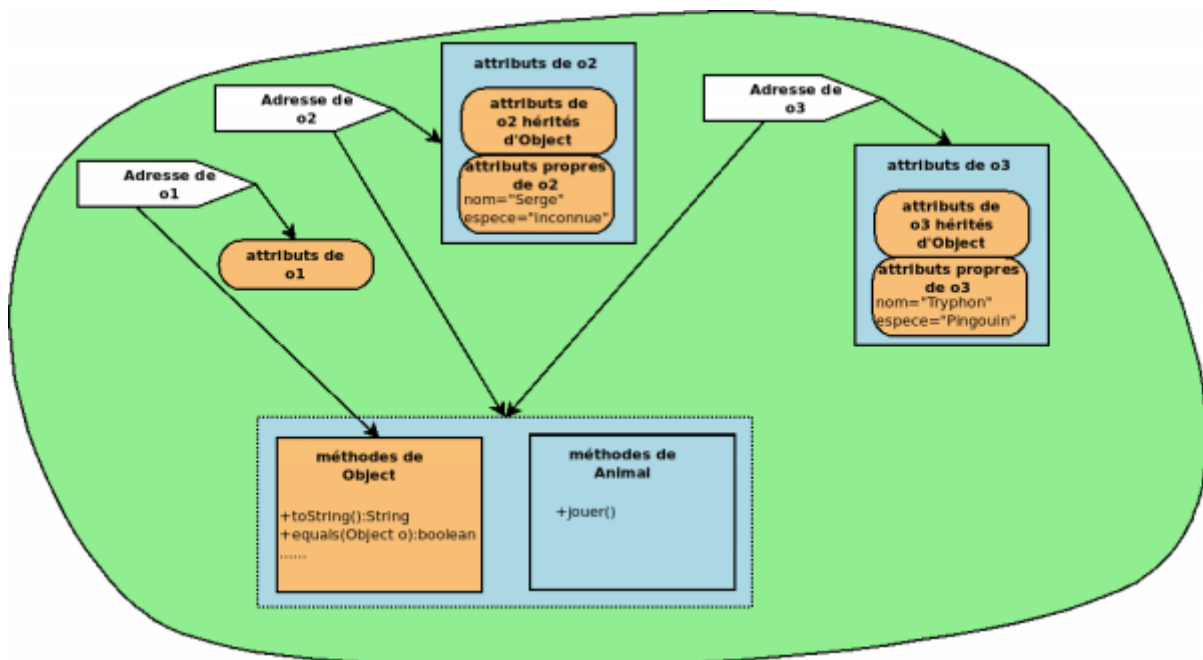 attributs de o2
attributs de
o2 hérités
d'Object
attributs propres
de o2
nom="Serge"
espece="Inconnue"
Adresse de
o2
Adresse de
o3
attributs de o3
attributs de
o3 hérités
d'Object
attributs propres
de o3
nom="Tryphon"
espece="Pingouin"
Adresse de
o1
attributs de
o1
méthodes de
Object
+toString():String
+equals(Object o):boolean
......
méthodes de
Animal
+jouer()